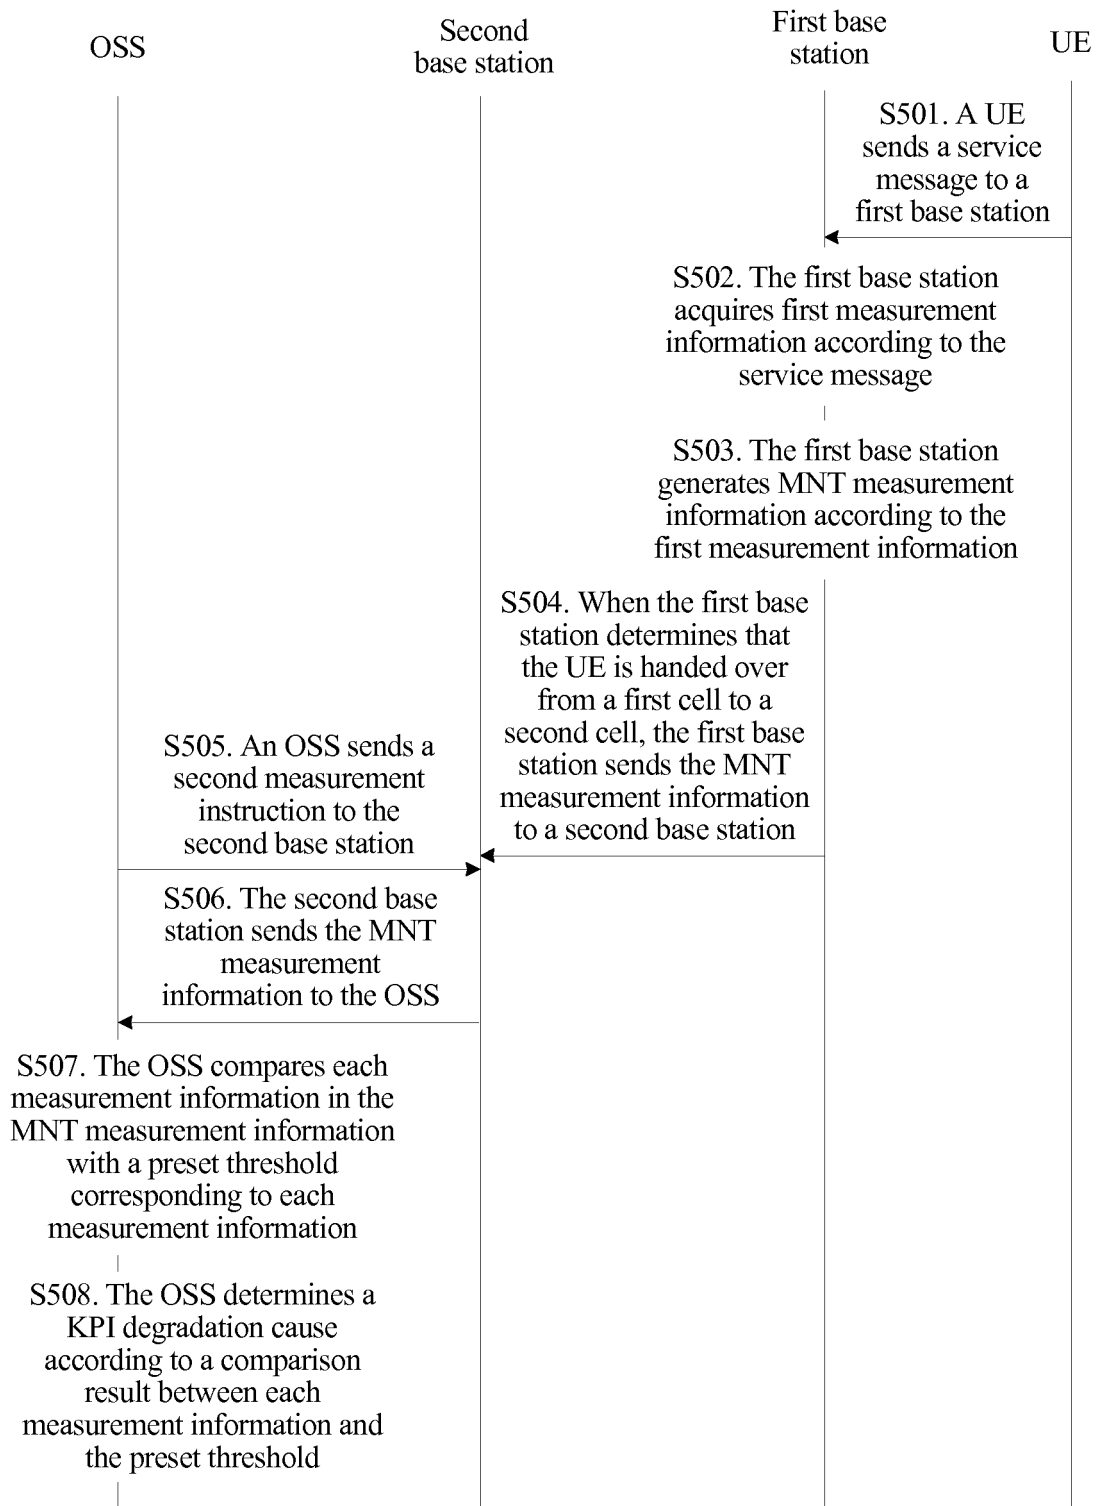 OSS
Second
base station
First base
station
UE
S501. A UE
sends a service
message to a
first base station
S502. The first base station
acquires first measurement
information according to the
service message
S503. The first base station
generates MNT measurement
information according to the
first measurement information
S504. When the first base
station determines that
the UE is handed over
from a first cell to a
second cell, the first base
station sends the MNT
measurement information
to a second base station
S505. An OSS sends a
second measurement
instruction to the
second base station
S506. The second base
station sends the MNT
measurement
information to the OSS
S507. The OSS compares each
measurement information in the
MNT measurement information
with a preset threshold
corresponding to each
measurement information
S508. The OSS determines a
KPI degradation cause
according to a comparison
result between each
measurement information and
the preset threshold